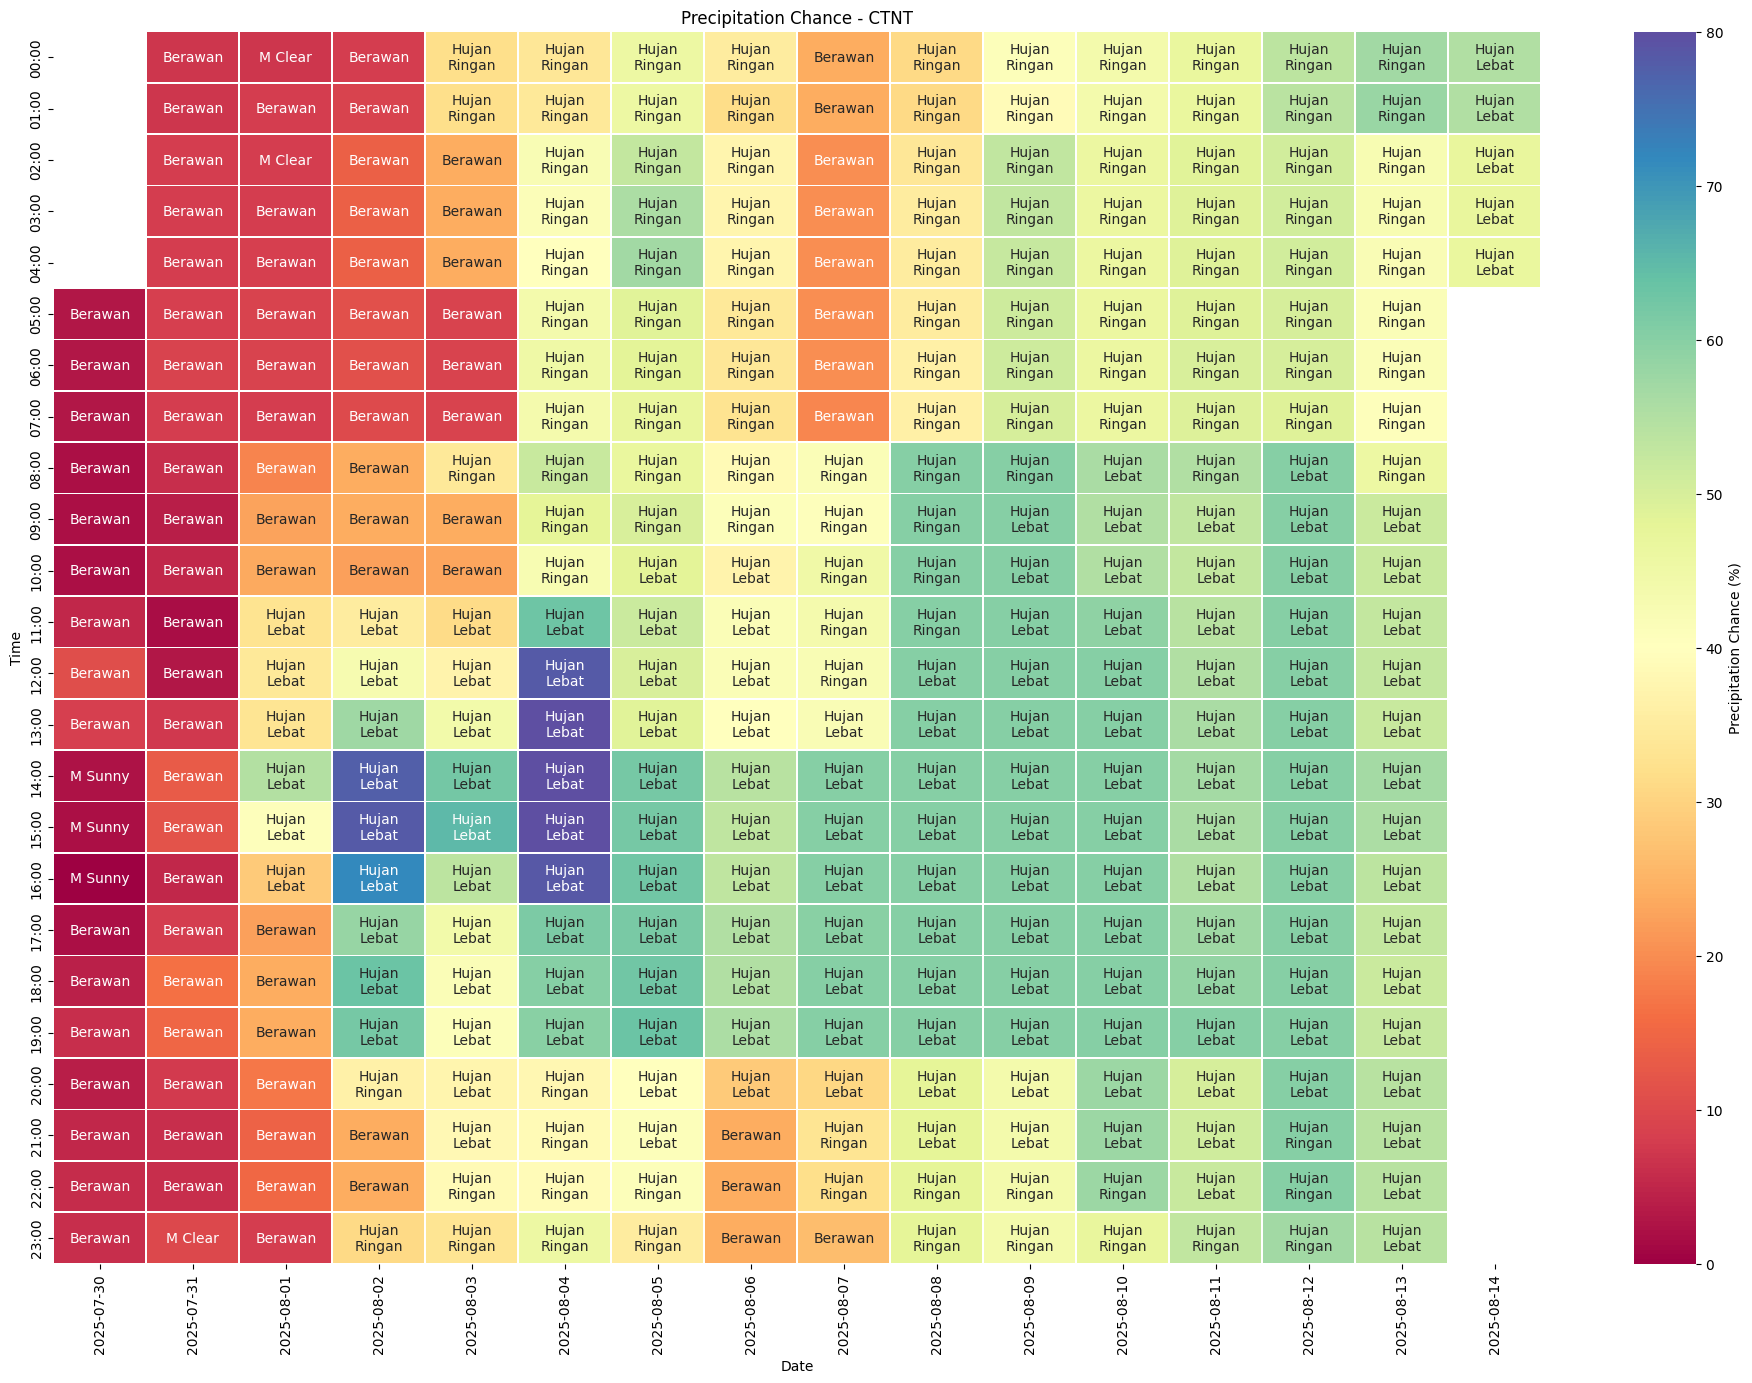 Precipitation Chance - CTNT
00:00 Berawan M Clear Berawan Hujan Ringan Hujan Ringan Hujan Ringan Hujan Ringan Berawan Hujan Ringan Hujan Ringan Hujan Ringan Hujan Ringan Hujan Ringan Hujan Ringan Hujan Lebat
01:00 Berawan Berawan Berawan Hujan Ringan Hujan Ringan Hujan Ringan Hujan Ringan Berawan Hujan Ringan Hujan Ringan Hujan Ringan Hujan Ringan Hujan Ringan Hujan Ringan Hujan Lebat
02:00 Berawan M Clear Berawan Berawan Hujan Ringan Hujan Ringan Hujan Ringan Berawan Hujan Ringan Hujan Ringan Hujan Ringan Hujan Ringan Hujan Ringan Hujan Ringan Hujan Lebat
03:00 Berawan Berawan Berawan Berawan Hujan Ringan Hujan Ringan Hujan Ringan Berawan Hujan Ringan Hujan Ringan Hujan Ringan Hujan Ringan Hujan Ringan Hujan Ringan Hujan Lebat
04:00 Berawan Berawan Berawan Berawan Hujan Ringan Hujan Ringan Hujan Ringan Berawan Hujan Ringan Hujan Ringan Hujan Ringan Hujan Ringan Hujan Ringan Hujan Ringan Hujan Lebat
05:00 Berawan Berawan Berawan Berawan Berawan Hujan Ringan Hujan Ringan Hujan Ringan Berawan Hujan Ringan Hujan Ringan Hujan Ringan Hujan Ringan Hujan Ringan Hujan Ringan
06:00 Berawan Berawan Berawan Berawan Berawan Hujan Ringan Hujan Ringan Hujan Ringan Berawan Hujan Ringan Hujan Ringan Hujan Ringan Hujan Ringan Hujan Ringan Hujan Ringan
07:00 Berawan Berawan Berawan Berawan Berawan Hujan Ringan Hujan Ringan Hujan Ringan Berawan Hujan Ringan Hujan Ringan Hujan Ringan Hujan Ringan Hujan Ringan Hujan Ringan
08:00 Berawan Berawan Berawan Berawan Hujan Ringan Hujan Ringan Hujan Ringan Hujan Ringan Hujan Ringan Hujan Ringan Hujan Ringan Hujan Lebat Hujan Ringan Hujan Lebat Hujan Ringan
09:00 Berawan Berawan Berawan Berawan Berawan Hujan Ringan Hujan Ringan Hujan Ringan Hujan Ringan Hujan Ringan Hujan Lebat Hujan Lebat Hujan Lebat Hujan Lebat Hujan Lebat
10:00 Berawan Berawan Berawan Berawan Berawan Hujan Ringan Hujan Lebat Hujan Lebat Hujan Ringan Hujan Ringan Hujan Lebat Hujan Lebat Hujan Lebat Hujan Lebat Hujan Lebat
11:00 Berawan Berawan Hujan Lebat Hujan Lebat Hujan Lebat Hujan Lebat Hujan Lebat Hujan Lebat Hujan Ringan Hujan Ringan Hujan Lebat Hujan Lebat Hujan Lebat Hujan Lebat Hujan Lebat
12:00 Berawan Berawan Hujan Lebat Hujan Lebat Hujan Lebat Hujan Lebat Hujan Lebat Hujan Lebat Hujan Ringan Hujan Lebat Hujan Lebat Hujan Lebat Hujan Lebat Hujan Lebat Hujan Lebat
13:00 Berawan Berawan Hujan Lebat Hujan Lebat Hujan Lebat Hujan Lebat Hujan Lebat Hujan Lebat Hujan Lebat Hujan Lebat Hujan Lebat Hujan Lebat Hujan Lebat Hujan Lebat Hujan Lebat
14:00 M Sunny Berawan Hujan Lebat Hujan Lebat Hujan Lebat Hujan Lebat Hujan Lebat Hujan Lebat Hujan Lebat Hujan Lebat Hujan Lebat Hujan Lebat Hujan Lebat Hujan Lebat Hujan Lebat
15:00 M Sunny Berawan Hujan Lebat Hujan Lebat Hujan Lebat Hujan Lebat Hujan Lebat Hujan Lebat Hujan Lebat Hujan Lebat Hujan Lebat Hujan Lebat Hujan Lebat Hujan Lebat Hujan Lebat
16:00 M Sunny Berawan Hujan Lebat Hujan Lebat Hujan Lebat Hujan Lebat Hujan Lebat Hujan Lebat Hujan Lebat Hujan Lebat Hujan Lebat Hujan Lebat Hujan Lebat Hujan Lebat Hujan Lebat
17:00 Berawan Berawan Berawan Hujan Lebat Hujan Lebat Hujan Lebat Hujan Lebat Hujan Lebat Hujan Lebat Hujan Lebat Hujan Lebat Hujan Lebat Hujan Lebat Hujan Lebat Hujan Lebat
18:00 Berawan Berawan Berawan Hujan Lebat Hujan Lebat Hujan Lebat Hujan Lebat Hujan Lebat Hujan Lebat Hujan Lebat Hujan Lebat Hujan Lebat Hujan Lebat Hujan Lebat Hujan Lebat
19:00 Berawan Berawan Berawan Hujan Lebat Hujan Lebat Hujan Lebat Hujan Lebat Hujan Lebat Hujan Lebat Hujan Lebat Hujan Lebat Hujan Lebat Hujan Lebat Hujan Lebat Hujan Lebat
20:00 Berawan Berawan Berawan Hujan Ringan Hujan Lebat Hujan Ringan Hujan Lebat Hujan Lebat Hujan Lebat Hujan Lebat Hujan Lebat Hujan Lebat Hujan Lebat Hujan Lebat Hujan Lebat
21:00 Berawan Berawan Berawan Berawan Hujan Lebat Hujan Ringan Hujan Lebat Berawan Hujan Ringan Hujan Lebat Hujan Lebat Hujan Lebat Hujan Lebat Hujan Ringan Hujan Lebat
22:00 Berawan Berawan Berawan Berawan Hujan Ringan Hujan Ringan Hujan Ringan Berawan Hujan Ringan Hujan Ringan Hujan Ringan Hujan Ringan Hujan Lebat Hujan Ringan Hujan Lebat
23:00 Berawan M Clear Berawan Hujan Ringan Hujan Ringan Hujan Ringan Hujan Ringan Berawan Berawan Hujan Ringan Hujan Ringan Hujan Ringan Hujan Ringan Hujan Ringan Hujan Lebat
Time
2025-07-30 2025-07-31 2025-08-01 2025-08-02 2025-08-03 2025-08-04 2025-08-05 2025-08-06 2025-08-07 2025-08-08 2025-08-09 2025-08-10 2025-08-11 2025-08-12 2025-08-13 2025-08-14
Date
80
70
60
50
40
30
20
10
0
Precipitation Chance (%)